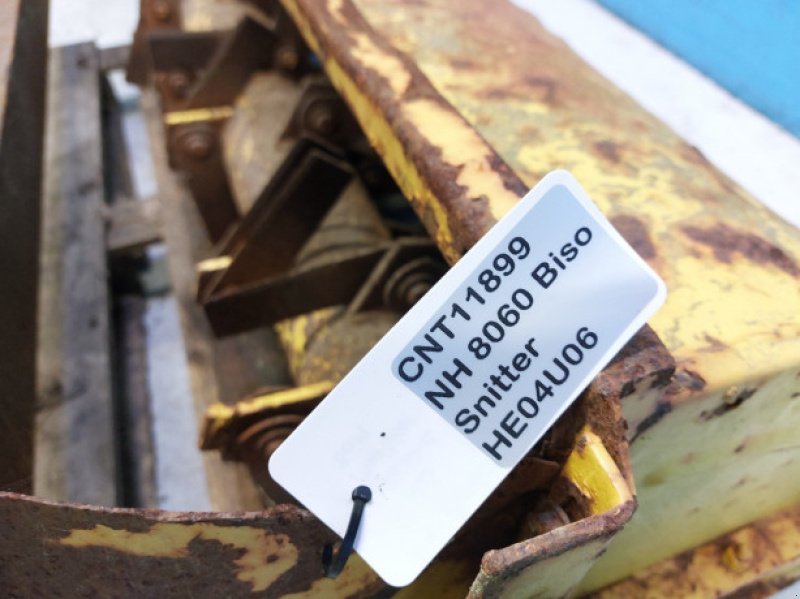 CNT11899
NH 8060 Biso
Snitter
HE04U06